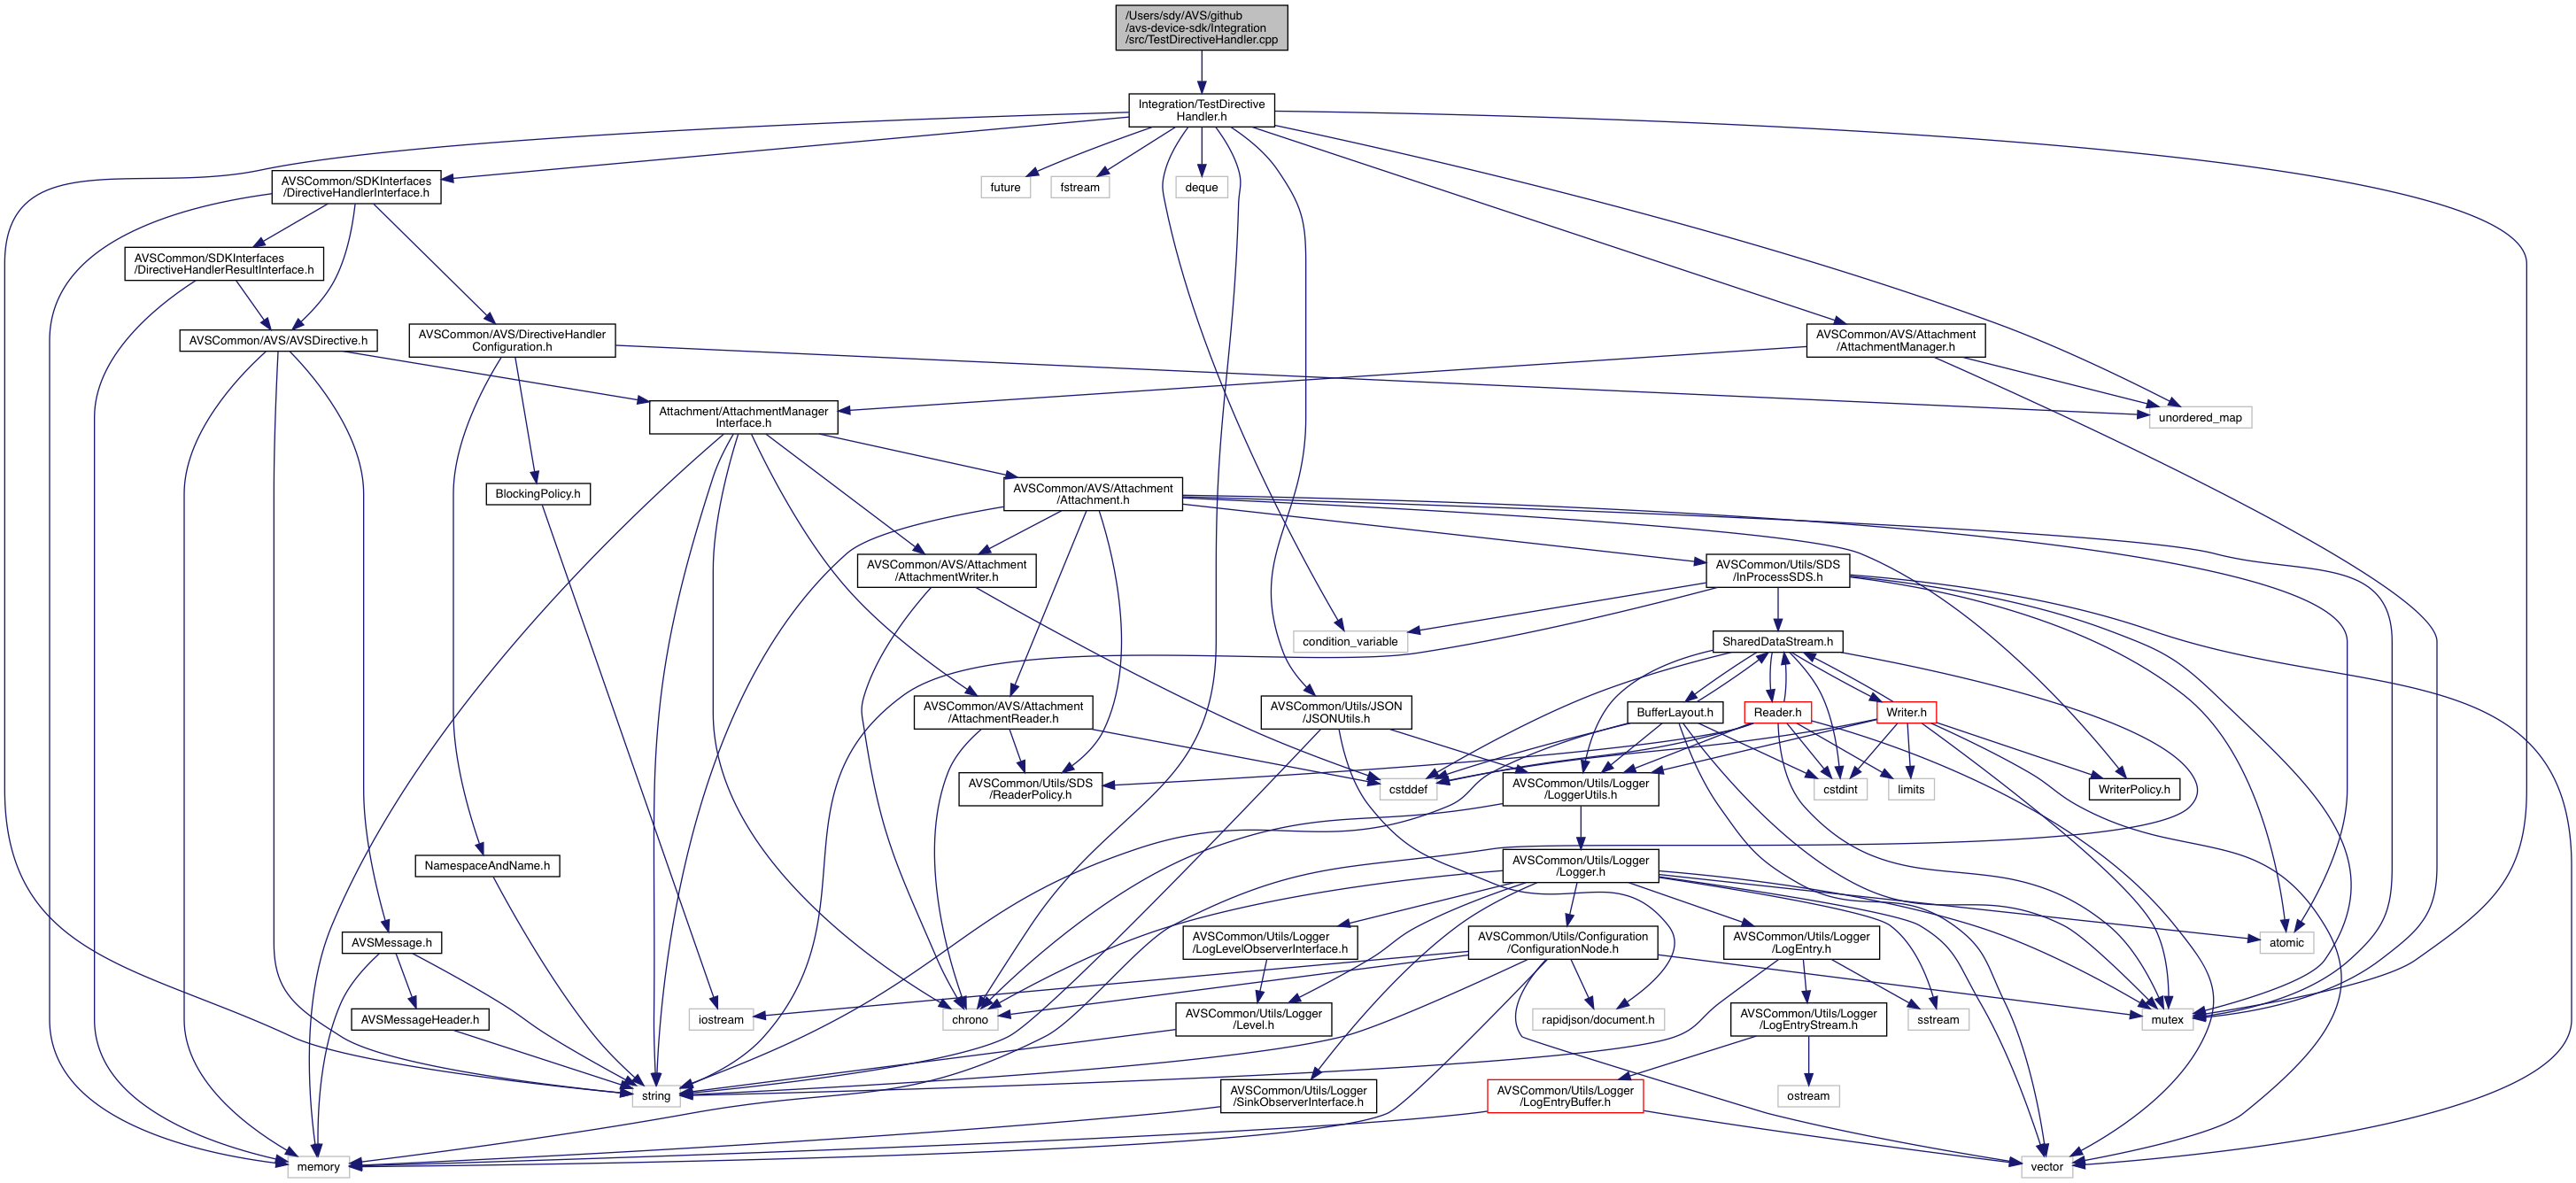 /Users/sdy/AVS/github
/avs-device-sdk/Integration
/src/TestDirectiveHandler.cpp
Integration/TestDirective
Handler.h
AVSCommon/SDKInterfaces
/DirectiveHandlerInterface.h
future
fstream
deque
AVSCommon/SDKInterfaces
/DirectiveHandlerResultInterface.h
AVSCommon/AVS/AVSDirective.h
AVSCommon/AVS/DirectiveHandler
Configuration.h
AVSCommon/AVS/Attachment
/AttachmentManager.h
Attachment/AttachmentManager
Interface.h
unordered_map
BlockingPolicy.h
AVSCommon/AVS/Attachment
/Attachment.h
AVSCommon/AVS/Attachment
/AttachmentWriter.h
AVSCommon/Utils/SDS
/InProcessSDS.h
condition_variable
SharedDataStream.h
AVSCommon/AVS/Attachment
/AttachmentReader.h
AVSCommon/Utils/JSON
/JSONUtils.h
BufferLayout.h
Reader.h
Writer.h
AVSCommon/Utils/SDS
/ReaderPolicy.h
cstddef
AVSCommon/Utils/Logger
/LoggerUtils.h
cstdint
limits
WriterPolicy.h
NamespaceAndName.h
AVSCommon/Utils/Logger
/Logger.h
AVSMessage.h
AVSCommon/Utils/Logger
/LogLevelObserverInterface.h
AVSCommon/Utils/Configuration
/ConfigurationNode.h
AVSCommon/Utils/Logger
/LogEntry.h
atomic
AVSMessageHeader.h
iostream
chrono
AVSCommon/Utils/Logger
/Level.h
rapidjson/document.h
AVSCommon/Utils/Logger
/LogEntryStream.h
sstream
mutex
string
AVSCommon/Utils/Logger
/SinkObserverInterface.h
AVSCommon/Utils/Logger
/LogEntryBuffer.h
ostream
memory
vector